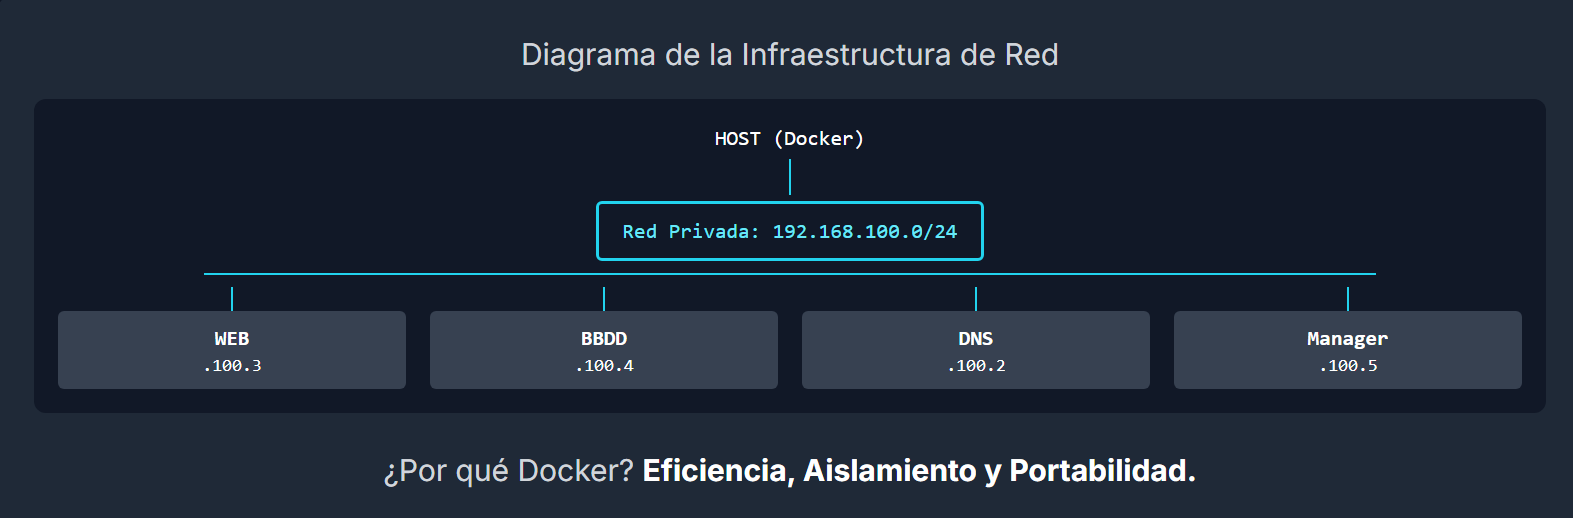 Diagrama de la Infraestructura de Red
HOST (Docker)
Red Privada: 192.168.100.0/24
WEB
.100.3
BBDD
.100.4
DNS
.100.2
Manager
.100.5
¿Por qué Docker? Eficiencia, Aislamiento y Portabilidad.